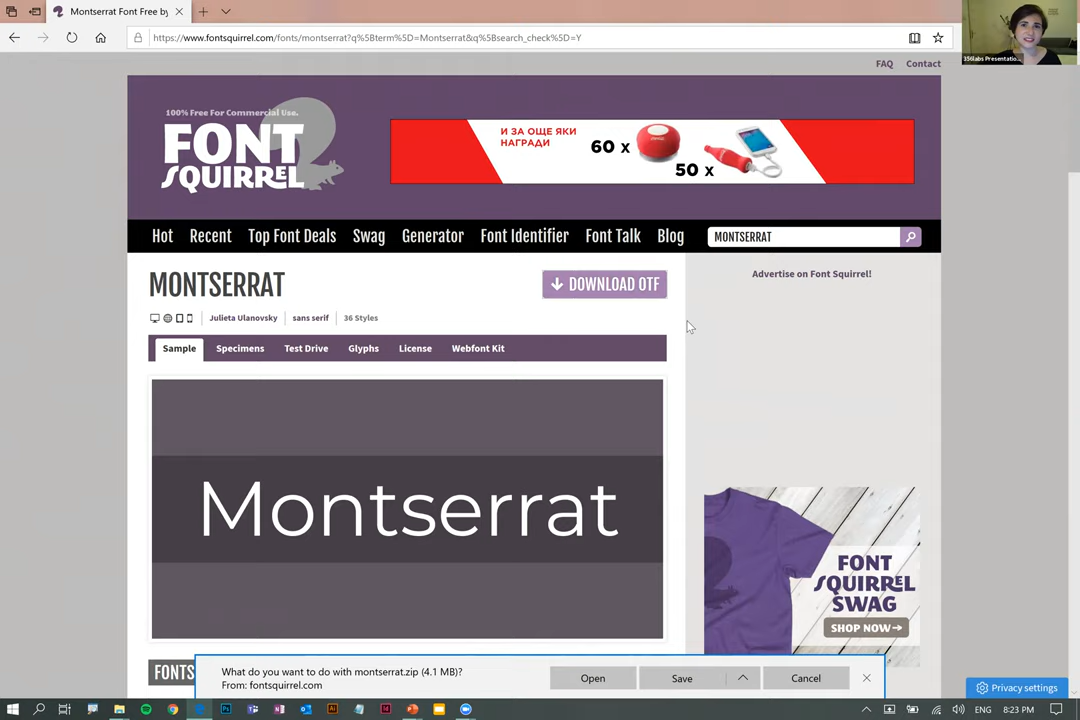 Montserrat Font Free by
https://www.fontsquirrel.com/fonts/montserrat?q%5Bterm%5D=Montserrat&q%5Bsearch_check%5D=Y
356labs Presentatio...
FAQ Contact
100% Free For Commercial Use.
FONT
SQUIRREL
И ЗА ОЩЕ ЯКИ
НАГРАДИ
60 x
50 x
Hot Recent Top Font Deals Swag Generator Font Identifier Font Talk Blog MONTSERRAT
MONTSERRAT
DOWNLOAD OTF
Advertise on Font Squirrel!
Julieta Ulanovsky sans serif 36 Styles
Sample Specimens Test Drive Glyphs License Webfont Kit
Montserrat
FONT
SQUIRREL
SWAG
SHOP NOW→
FONTS
What do you want to do with montserrat.zip (4.1 MB)?
From: fontsquirrel.com
Open Save Cancel
Privacy settings
ENG 8:23 PM